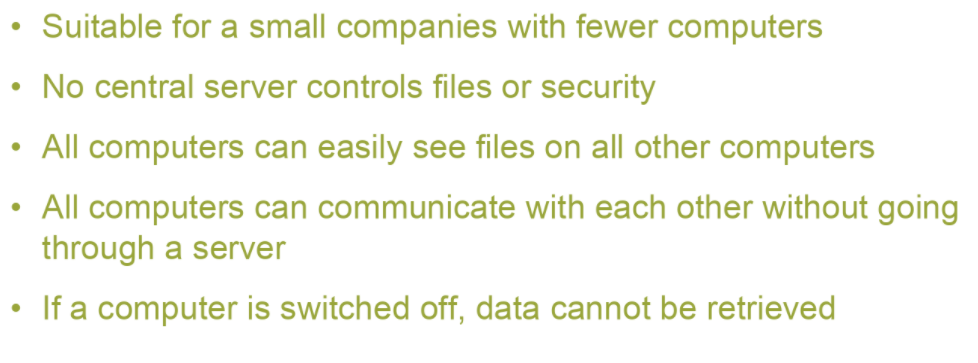 • Suitable for a small companies with fewer computers
• No central server controls files or security
• All computers can easily see files on all other computers
• All computers can communicate with each other without going
through a server
• If a computer is switched off, data cannot be retrieved